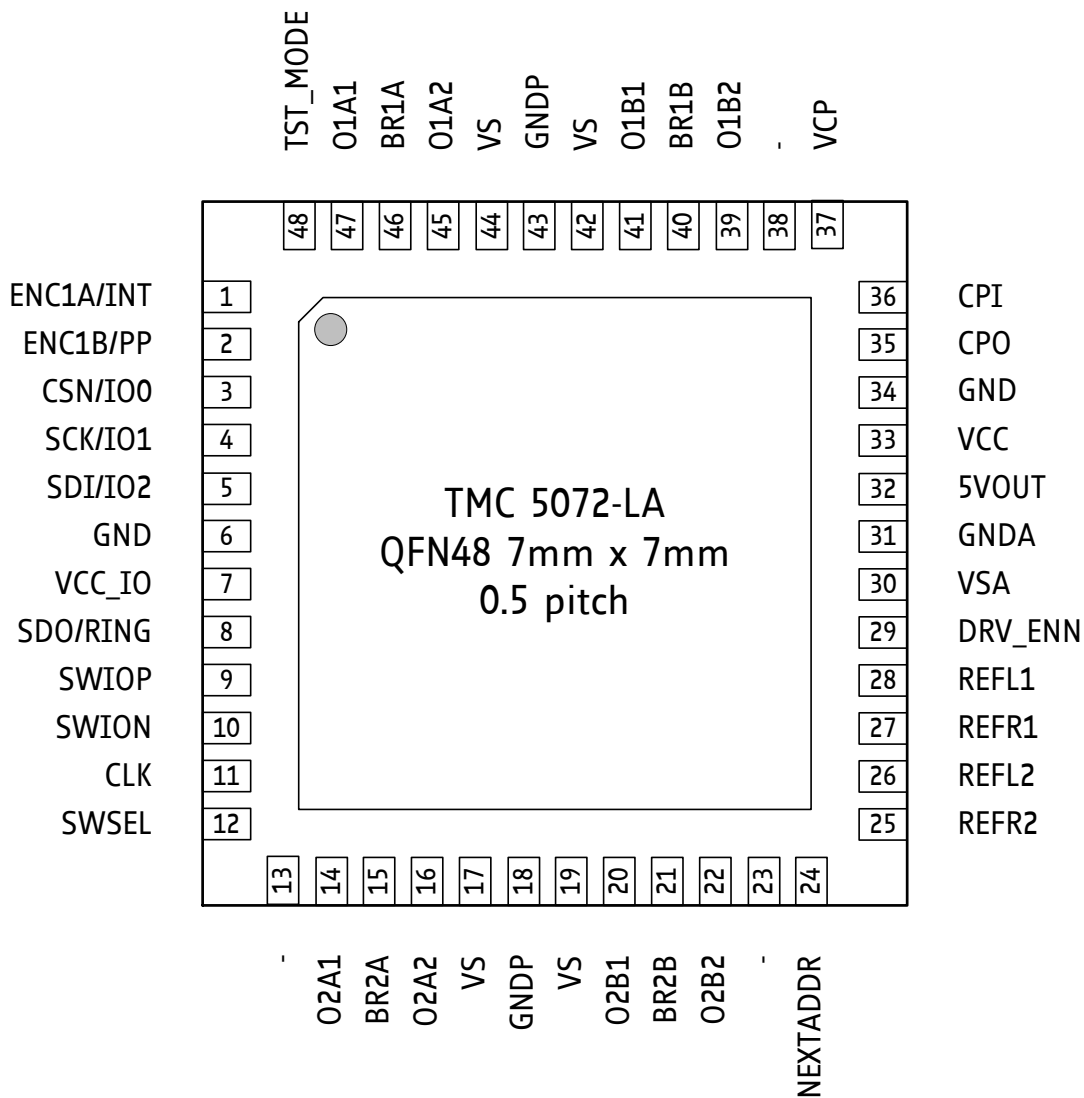 TST_MODE
O1A1
BR1A
O1A2
VS
GNDP
VS
O1B1
BR1B
O1B2
-
VCP
48
47
46
45
44
43
42
41
40
39
38
37
ENC1A/INT 1
ENC1B/PP 2
CSN/IO0 3
SCK/IO1 4
SDI/IO2 5
GND 6
VCC_IO 7
SDO/RING 8
SWIOP 9
SWION 10
CLK 11
SWSEL 12
TMC 5072-LA
QFN48 7mm x 7mm
0.5 pitch
36 CPI
35 CPO
34 GND
33 VCC
32 5VOUT
31 GNDA
30 VSA
29 DRV_ENN
28 REFL1
27 REFR1
26 REFL2
25 REFR2
13
14
15
16
17
18
19
20
21
22
23
24
-
O2A1
BR2A
O2A2
VS
GNDP
VS
O2B1
BR2B
O2B2
-
NEXTADDR